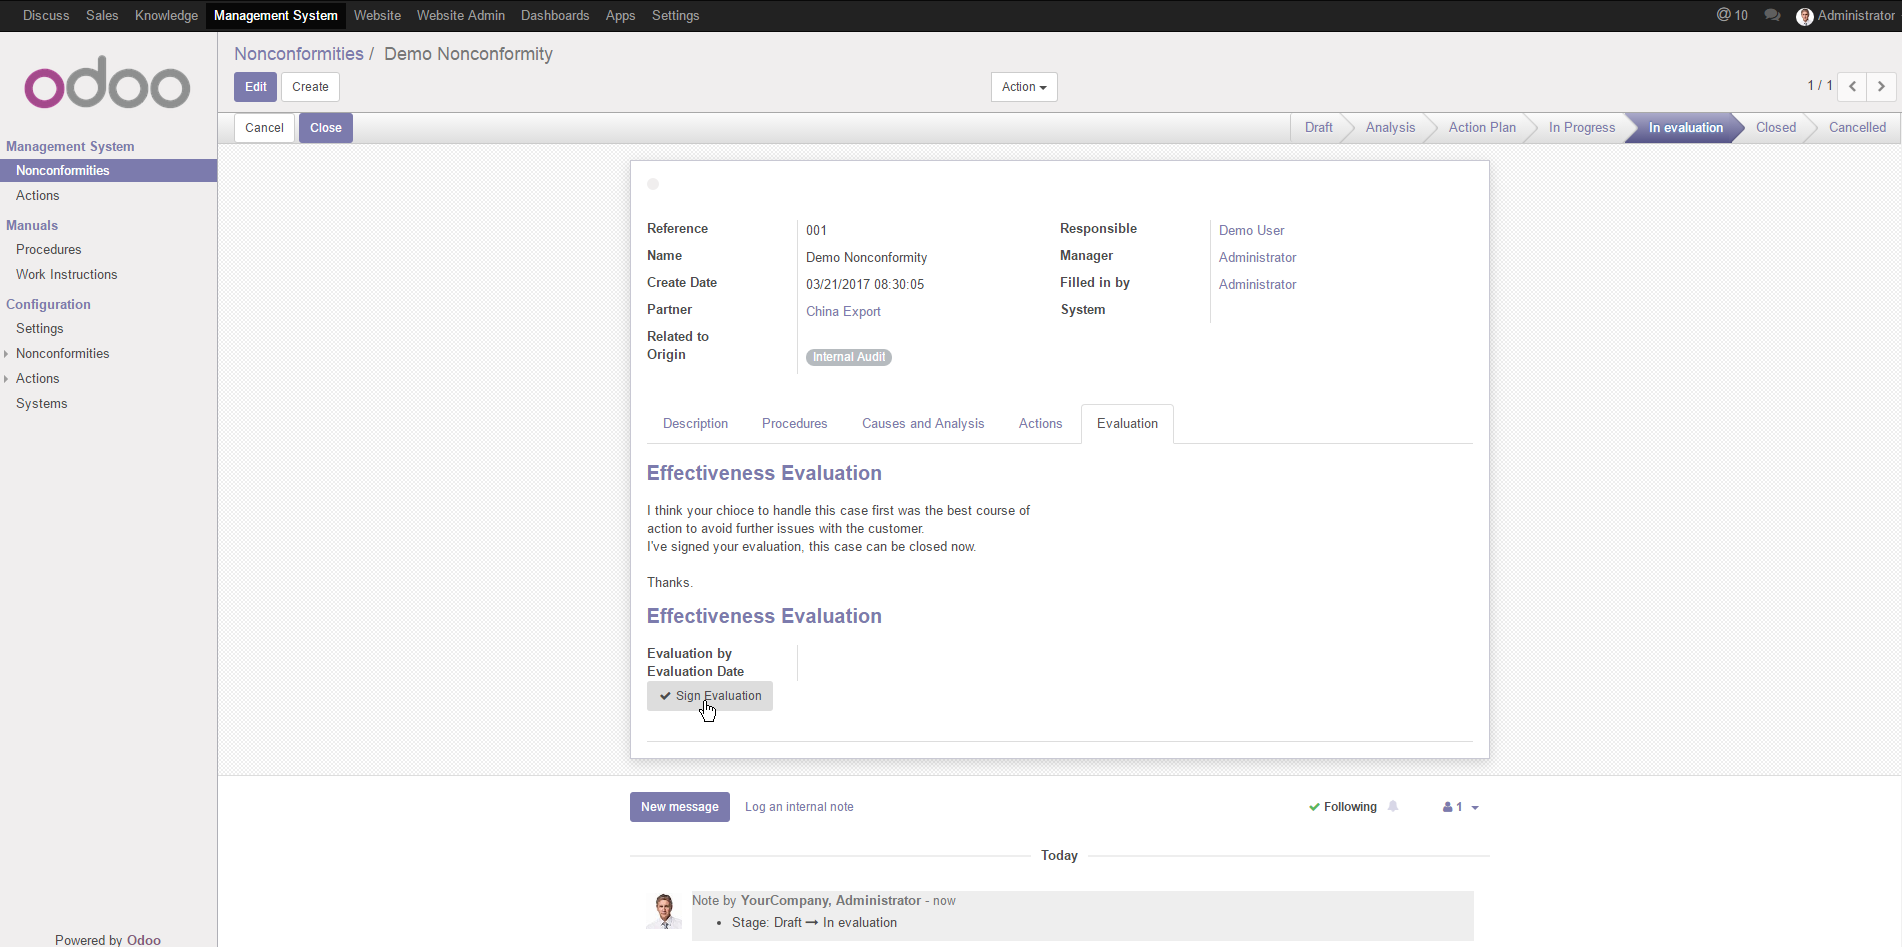 Discuss Sales Knowledge Management System Website Website Admin Dashboards Apps Settings @ 10 Administrator
odoo
Nonconformities / Demo Nonconformity
Edit Create Action 1 / 1
Cancel Close Draft Analysis Action Plan In Progress In evaluation Closed Cancelled
Management System
Nonconformities
Actions
Manuals
Procedures
Work Instructions
Configuration
Settings
Nonconformities
Actions
Systems
Powered by Odoo
Reference 001
Name Demo Nonconformity
Create Date 03/21/2017 08:30:05
Partner China Export
Related to
Origin Internal Audit
Responsible Demo User
Manager Administrator
Filled in by Administrator
System
Description Procedures Causes and Analysis Actions Evaluation
Effectiveness Evaluation
I think your chioce to handle this case first was the best course of
action to avoid further issues with the customer.
I've signed your evaluation, this case can be closed now.
Thanks.
Effectiveness Evaluation
Evaluation by
Evaluation Date
Sign Evaluation
New message Log an internal note Following 1
Today
Note by YourCompany, Administrator - now
• Stage: Draft → In evaluation